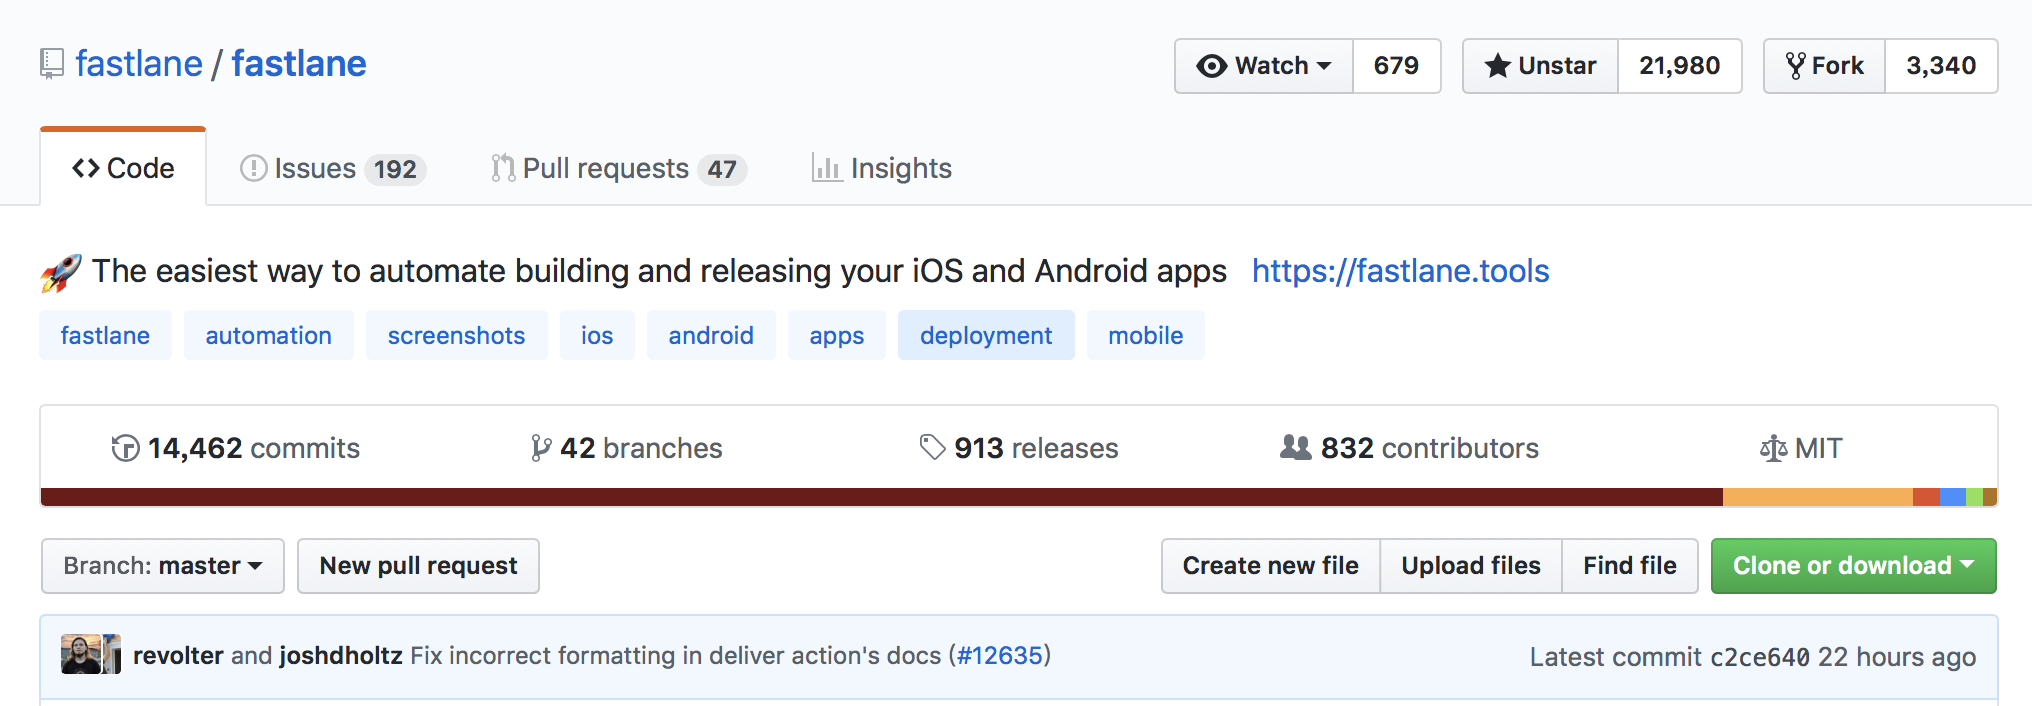 fastlane / fastlane
Watch 679 Unstar 21,980 Fork 3,340
Code Issues 192 Pull requests 47 Insights
The easiest way to automate building and releasing your iOS and Android apps https://fastlane.tools
fastlane automation screenshots ios android apps deployment mobile
14,462 commits 42 branches 913 releases 832 contributors MIT
Branch: master New pull request Create new file Upload files Find file Clone or download
revolter and joshdholtz Fix incorrect formatting in deliver action's docs (#12635) Latest commit c2ce640 22 hours ago